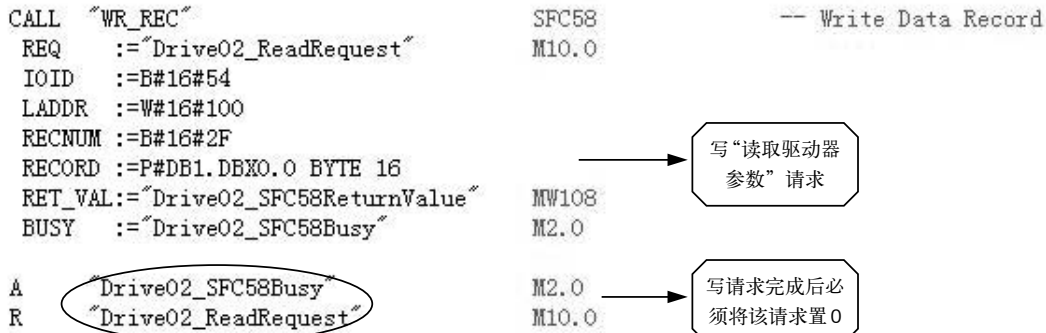 CALL "WR_REC" SFC58 -- Write Data Record
REQ :="Drive02_ReadRequest" M10.0
IOID :=B#16#54
LADDR :=W#16#100
RECNUM :=B#16#2F
RECORD :=P#DB1.DBX0.0 BYTE 16
写“读取驱动器
参数”请求
RET_VAL:="Drive02_SFC58ReturnValue" MW108
BUSY :="Drive02_SFC58Busy" M2.0
A "Drive02_SFC58Busy" M2.0
R "Drive02_ReadRequest" M10.0
写请求完成后必
须将该请求置0